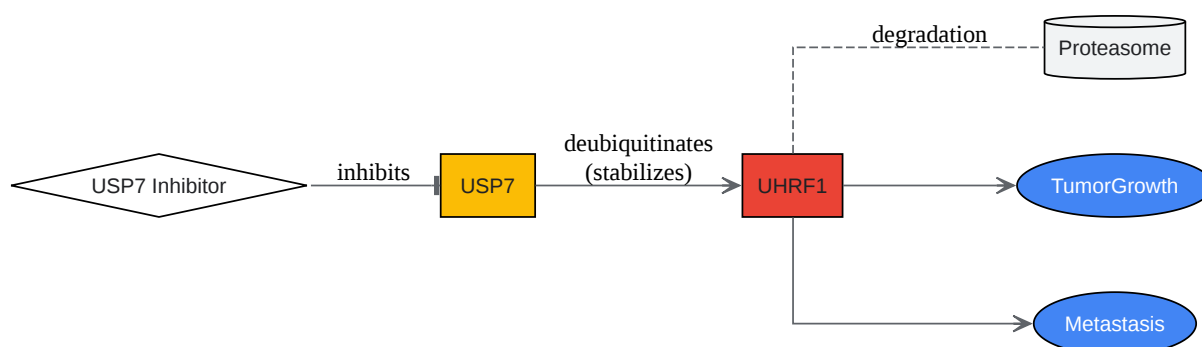 degradation
Proteasome
USP7 Inhibitor
inhibits
USP7
deubiquitinates
(stabilizes)
UHRF1
TumorGrowth
Metastasis